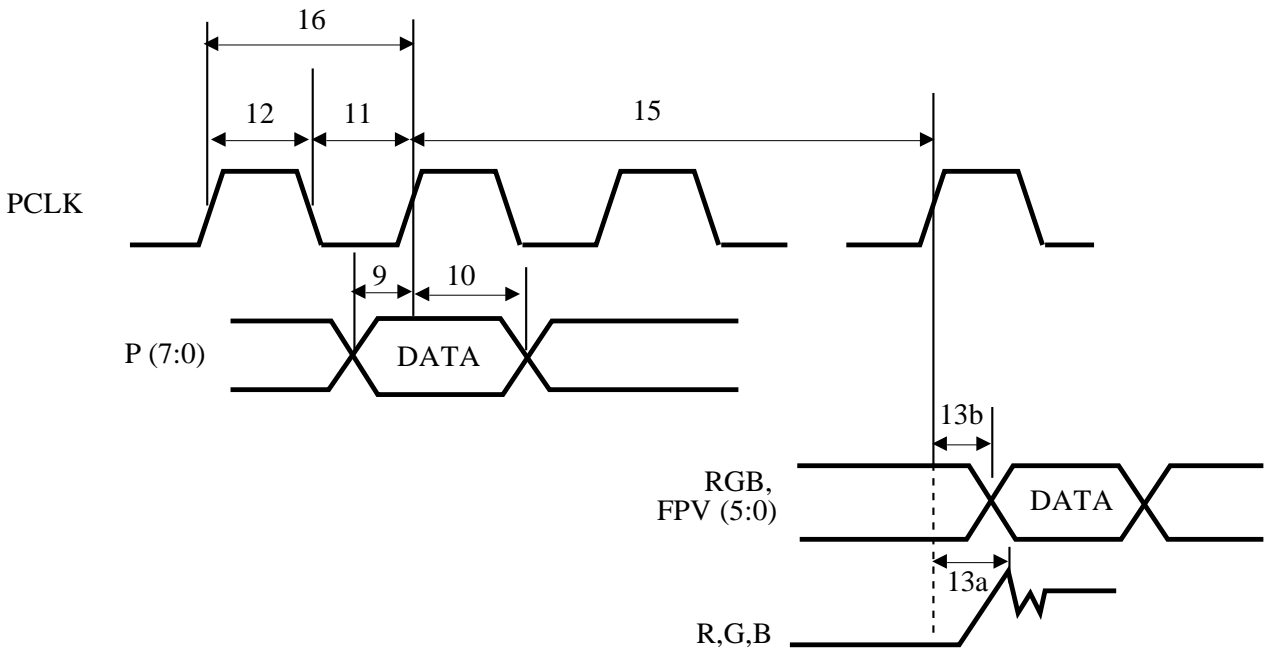 16
12
11
15
PCLK
9
10
P (7:0)
DATA
13b
RGB,
FPV (5:0)
DATA
13a
R,G,B